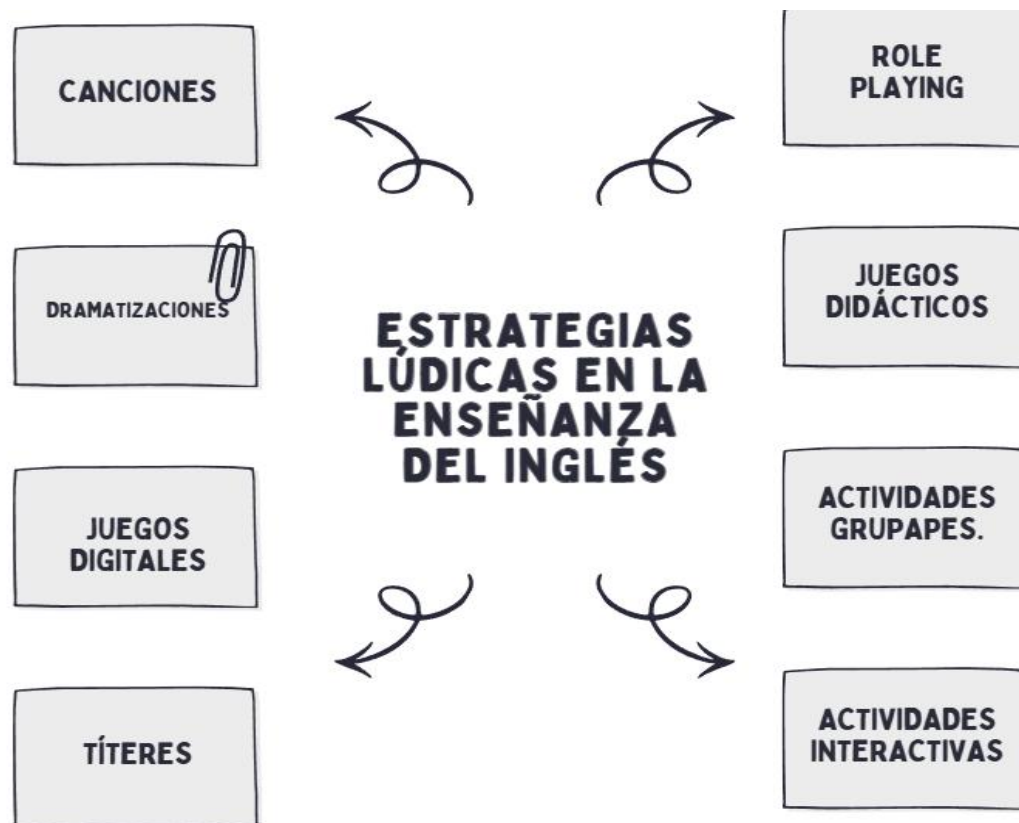 CANCIONES
DRAMATIZACIONES
JUEGOS
DIGITALES
TÍTERES
ESTRATEGIAS
LÚDICAS EN LA
ENSEÑANZA
DEL INGLÉS
ROLE
PLAYING
JUEGOS
DIDÁCTICOS
ACTIVIDADES
GRUPAPES.
ACTIVIDADES
INTERACTIVAS